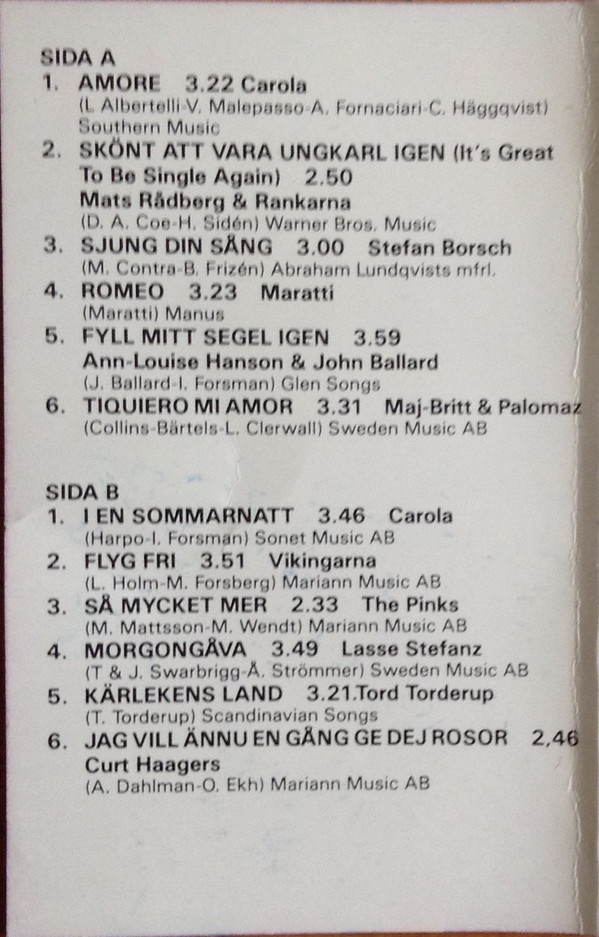 SIDA A
1. AMORE 3.22 Carola
(L Albertelli-V. Malepasso-A. Fornaciari-C. Häggqvist)
Southern Music
2. SKÖNT ATT VARA UNGKARL IGEN (It's Great
To Be Single Again) 2.50
Mats Rådberg & Rankarna
(D. A. Coe-H. Sidén) Warner Bros. Music
3. SJUNG DIN SÅNG 3.00 Stefan Borsch
(M. Contra-B. Frizén) Abraham Lundqvists mfrl.
4. ROMEO 3.23 Maratti
(Maratti) Manus
5. FYLL MITT SEGEL IGEN 3.59
Ann-Louise Hanson & John Ballard
(J. Ballard-I. Forsman) Glen Songs
6. TIQUIERO MI AMOR 3.31 Maj-Britt & Palomaz
(Collins-Bärtels-L. Clerwall) Sweden Music AB
SIDA B
1. I EN SOMMARNATT 3.46 Carola
(Harpo-I. Forsman) Sonet Music AB
2. FLYG FRI 3.51 Vikingarna
(L. Holm-M. Forsberg) Mariann Music AB
3. SÅ MYCKET MER 2.33 The Pinks
(M. Mattsson-M. Wendt) Mariann Music AB
4. MORGONGÅVA 3.49 Lasse Stefanz
(T & J. Swarbrigg-Å. Strömmer) Sweden Music AB
5. KÄRLEKENS LAND 3.21.Tord Torderup
(T. Torderup) Scandinavian Songs
6. JAG VILL ÄNNU EN GÅNG GE DEJ ROSOR 2,46
Curt Haagers
(A. Dahlman-O. Ekh) Mariann Music AB